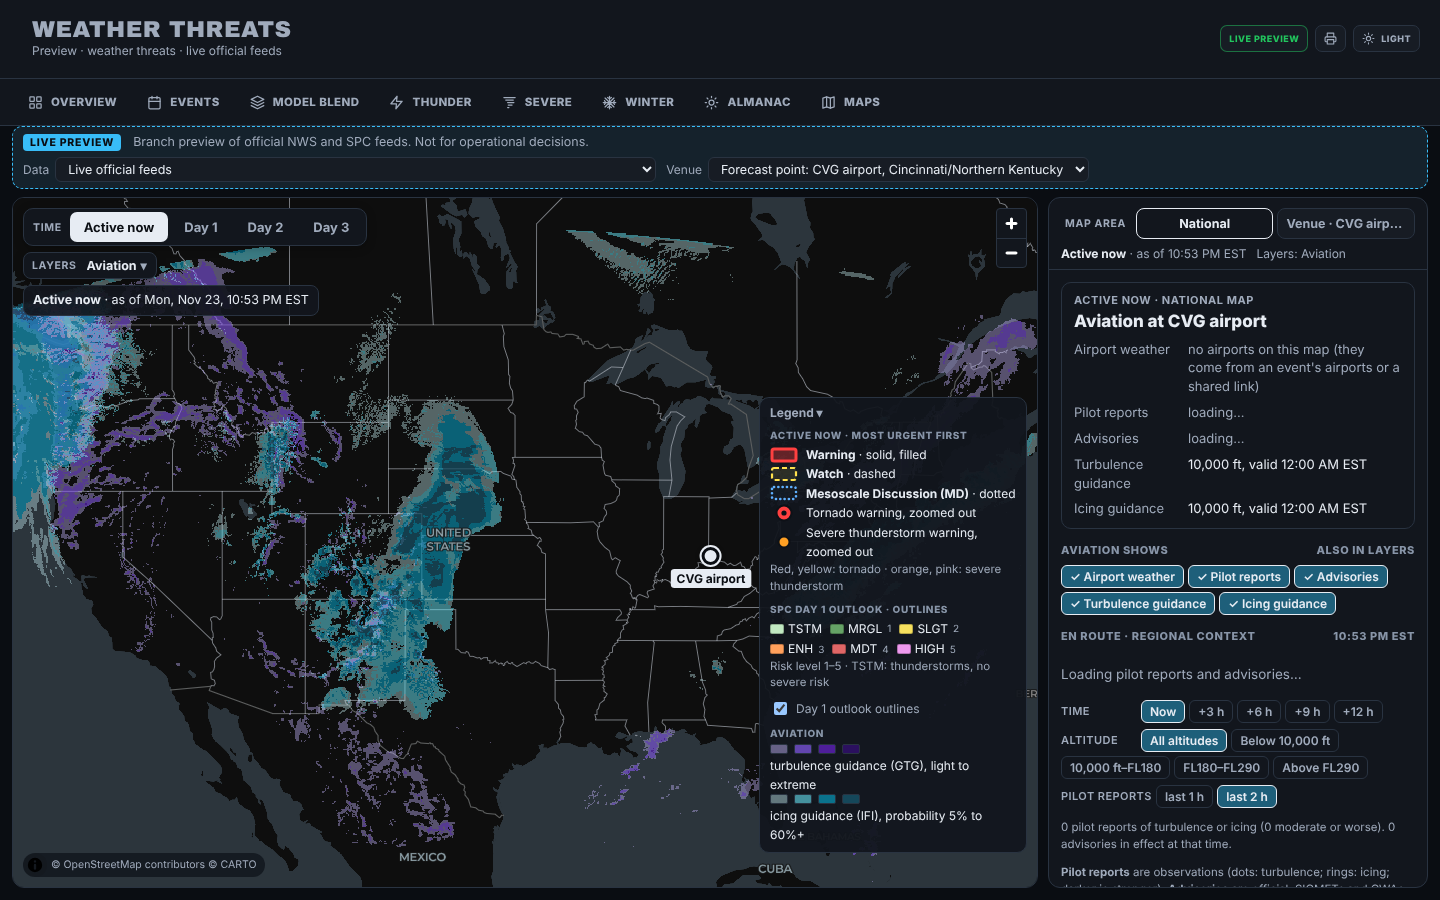 WEATHER THREATS
Preview · weather threats · live official feeds
LIVE PREVIEW
LIGHT
OVERVIEW
EVENTS
MODEL BLEND
THUNDER
SEVERE
WINTER
ALMANAC
MAPS
LIVE PREVIEW Branch preview of official NWS and SPC feeds. Not for operational decisions.
Data Live official feeds Venue Forecast point: CVG airport, Cincinnati/Northern Kentucky
TIME Active now Day 1 Day 2 Day 3
LAYERS Aviation ▾
Active now · as of Mon, Nov 23, 10:53 PM EST
+
−
UNITED
STATES
CVG airport
MEXICO
CUBA
© OpenStreetMap contributors © CARTO
Legend ▾
ACTIVE NOW · MOST URGENT FIRST
Warning · solid, filled
Watch · dashed
Mesoscale Discussion (MD) · dotted
Tornado warning, zoomed out
Severe thunderstorm warning,
zoomed out
Red, yellow: tornado · orange, pink: severe
thunderstorm
SPC DAY 1 OUTLOOK · OUTLINES
TSTM MRGL 1 SLGT 2
ENH 3 MDT 4 HIGH 5
Risk level 1–5 · TSTM: thunderstorms, no
severe risk
Day 1 outlook outlines
AVIATION
turbulence guidance (GTG), light to
extreme
icing guidance (IFI), probability 5% to
60%+
MAP AREA National Venue · CVG airp…
Active now · as of 10:53 PM EST Layers: Aviation
ACTIVE NOW · NATIONAL MAP
Aviation at CVG airport
Airport weather no airports on this map (they
come from an event's airports or a
shared link)
Pilot reports loading…
Advisories loading…
Turbulence 10,000 ft, valid 12:00 AM EST
guidance
Icing guidance 10,000 ft, valid 12:00 AM EST
AVIATION SHOWS ALSO IN LAYERS
✓ Airport weather ✓ Pilot reports ✓ Advisories
✓ Turbulence guidance ✓ Icing guidance
EN ROUTE · REGIONAL CONTEXT 10:53 PM EST
Loading pilot reports and advisories…
TIME Now +3 h +6 h +9 h +12 h
ALTITUDE All altitudes Below 10,000 ft
10,000 ft–FL180 FL180–FL290 Above FL290
PILOT REPORTS last 1 h last 2 h
0 pilot reports of turbulence or icing (0 moderate or worse). 0
advisories in effect at that time.
Pilot reports are observations (dots: turbulence; rings: icing;